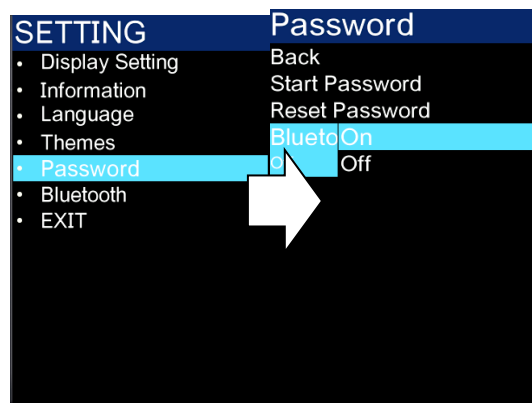 SETTING
• Display Setting
• Information
• Language
• Themes
• Password
• Bluetooth
• EXIT
Password
Back
Start Password
Reset Password
Blueto On
Off